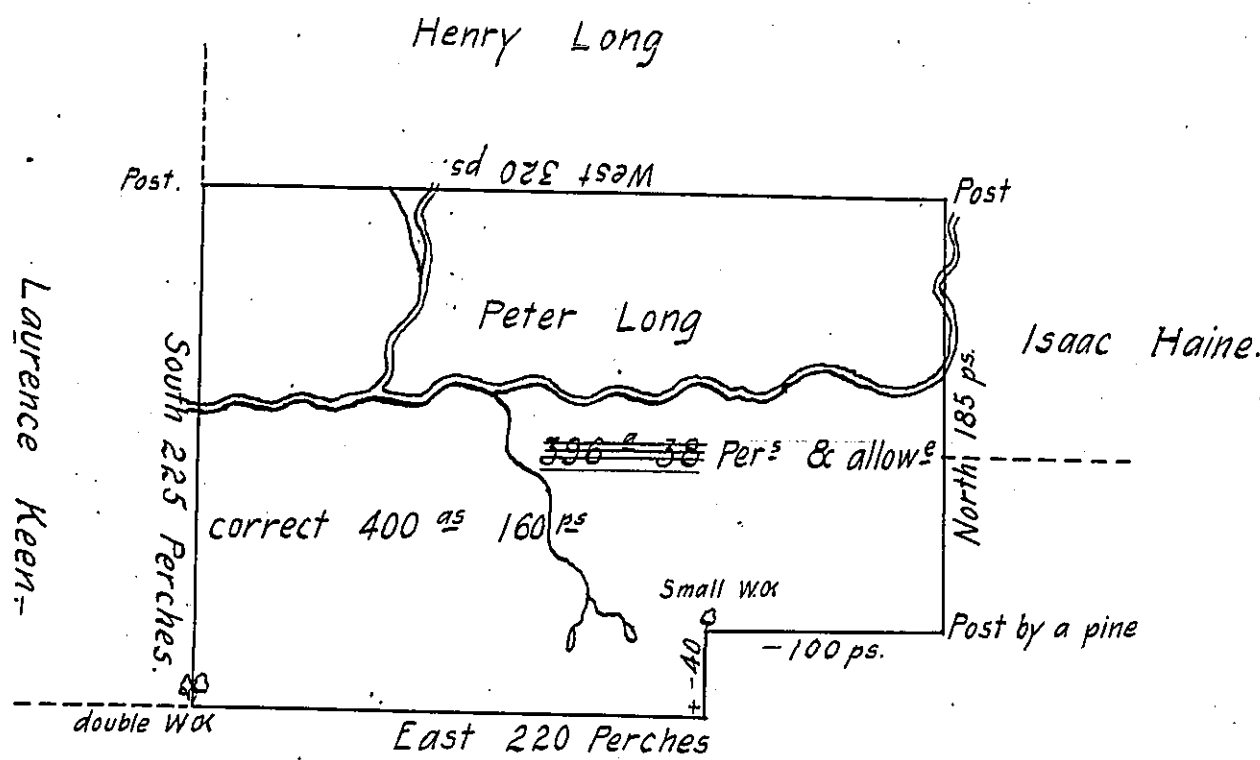 Henry Long
West 320 ps.
Post.
Post
Peter Long
Isaac Haine.
Laurence Keen-
South 225 Perches.
North 185 ps.
396 a 38 Pers & allowe
correct 400 as 160 ps
Small W.O.
-100 ps.
Post by a pine
+ -40
double W O
East 220 Perches